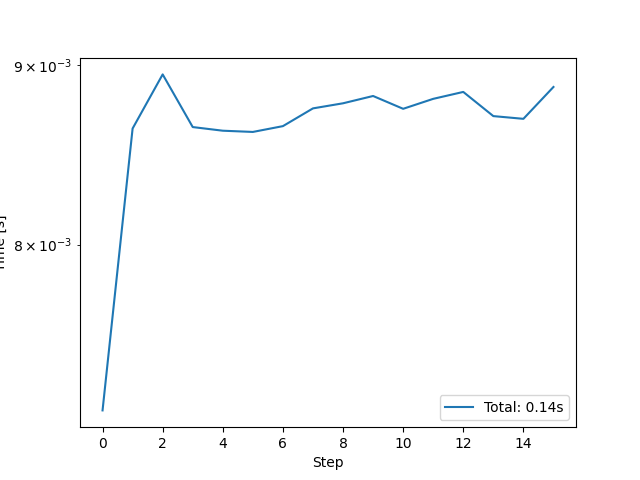 9 × 10⁻³
8 × 10⁻³
Time [s]
0 2 4 6 8 10 12 14
Step
Total: 0.14s